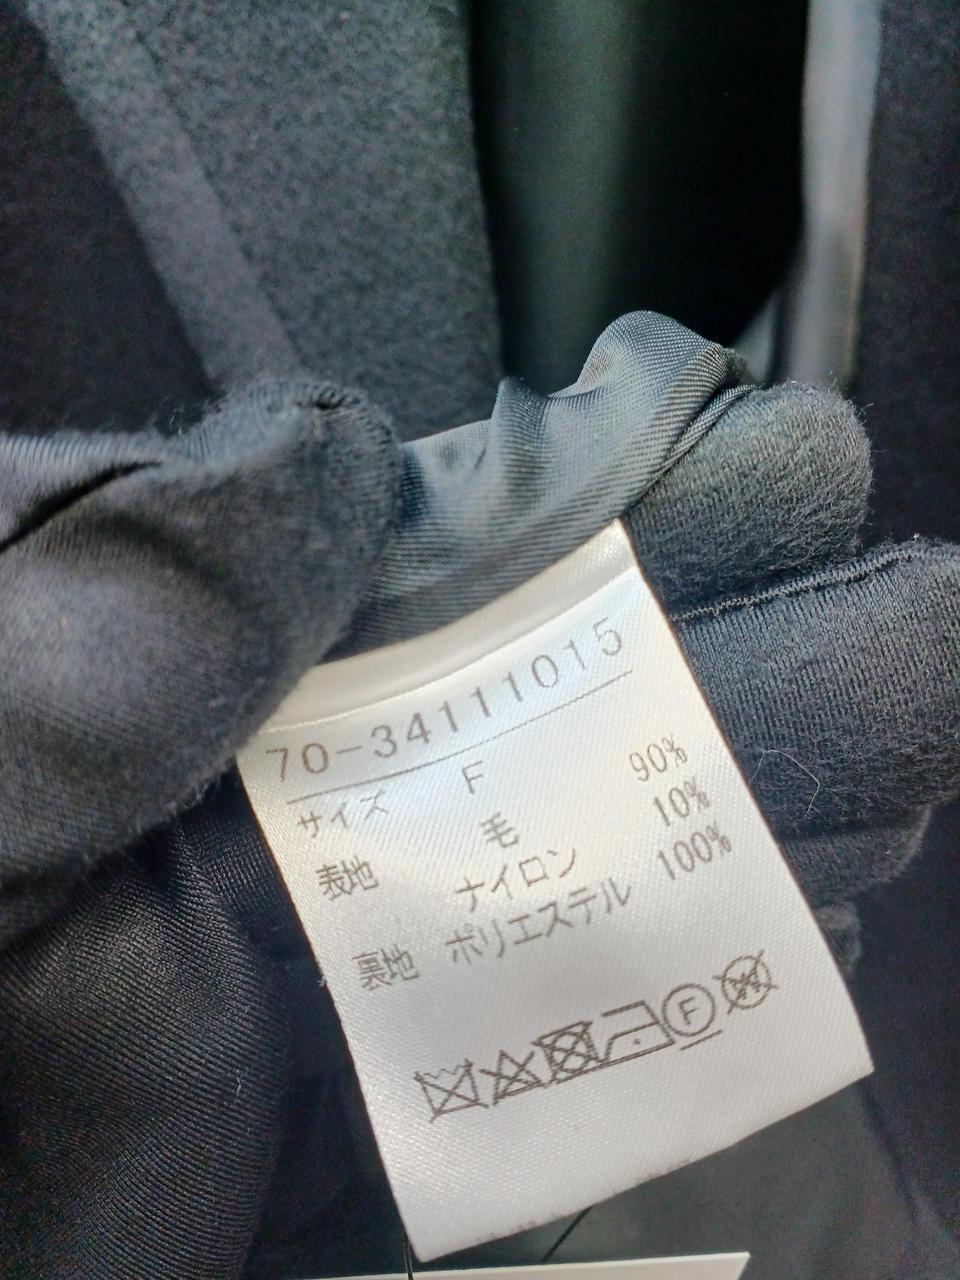 70-34111015
サイズ F
表地 毛 90%
ナイロン 10%
裏地 ポリエステル 100%
F
W